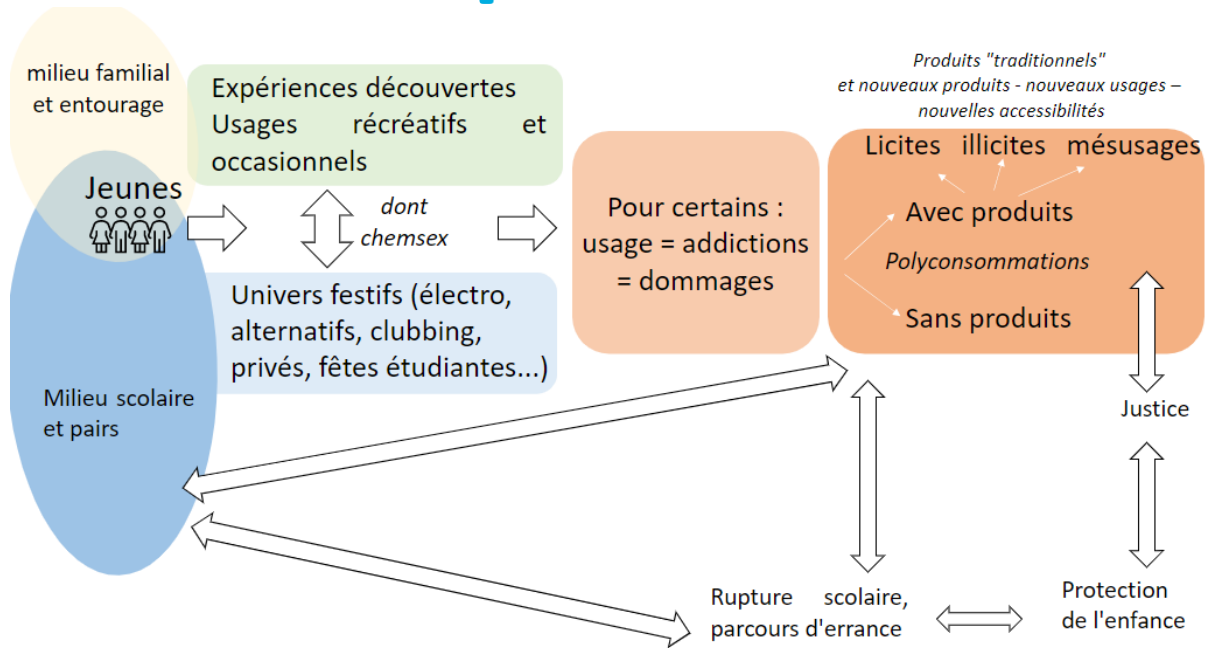 milieu familial
et entourage
Jeunes
Milieu scolaire
et pairs
Expériences découvertes
Usages récréatifs et
occasionnels
dont
chemsex
Univers festifs (électro,
alternatifs, clubbing,
privés, fêtes étudiantes...)
Pour certains :
usage = addictions
= dommages
Produits "traditionnels"
et nouveaux produits - nouveaux usages –
nouvelles accessibilités
Licites illicites mésusages
Avec produits
Polyconsommations
Sans produits
Justice
Rupture scolaire,
parcours d'errance
Protection
de l'enfance